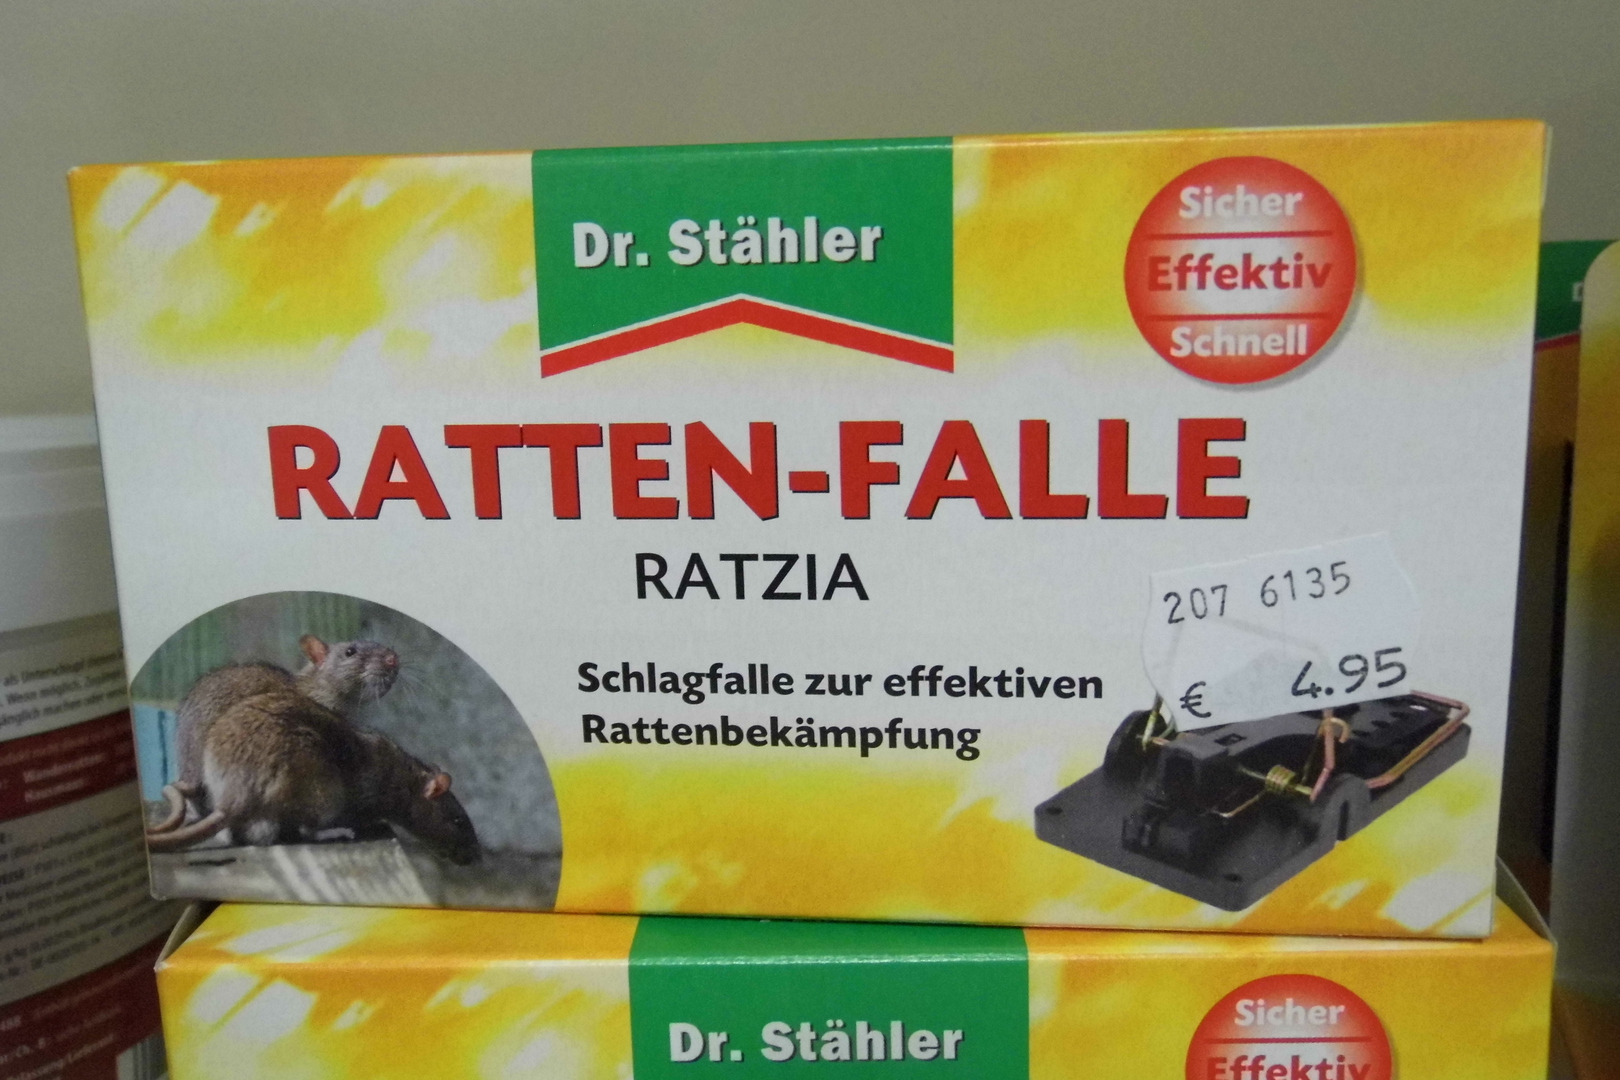 Dr. Stähler
Sicher
Effektiv
Schnell
RATTEN-FALLE
RATZIA
207 6135
€ 4.95
Schlagfalle zur effektiven
Rattenbekämpfung
Dr. Stähler
Sicher
Effektiv